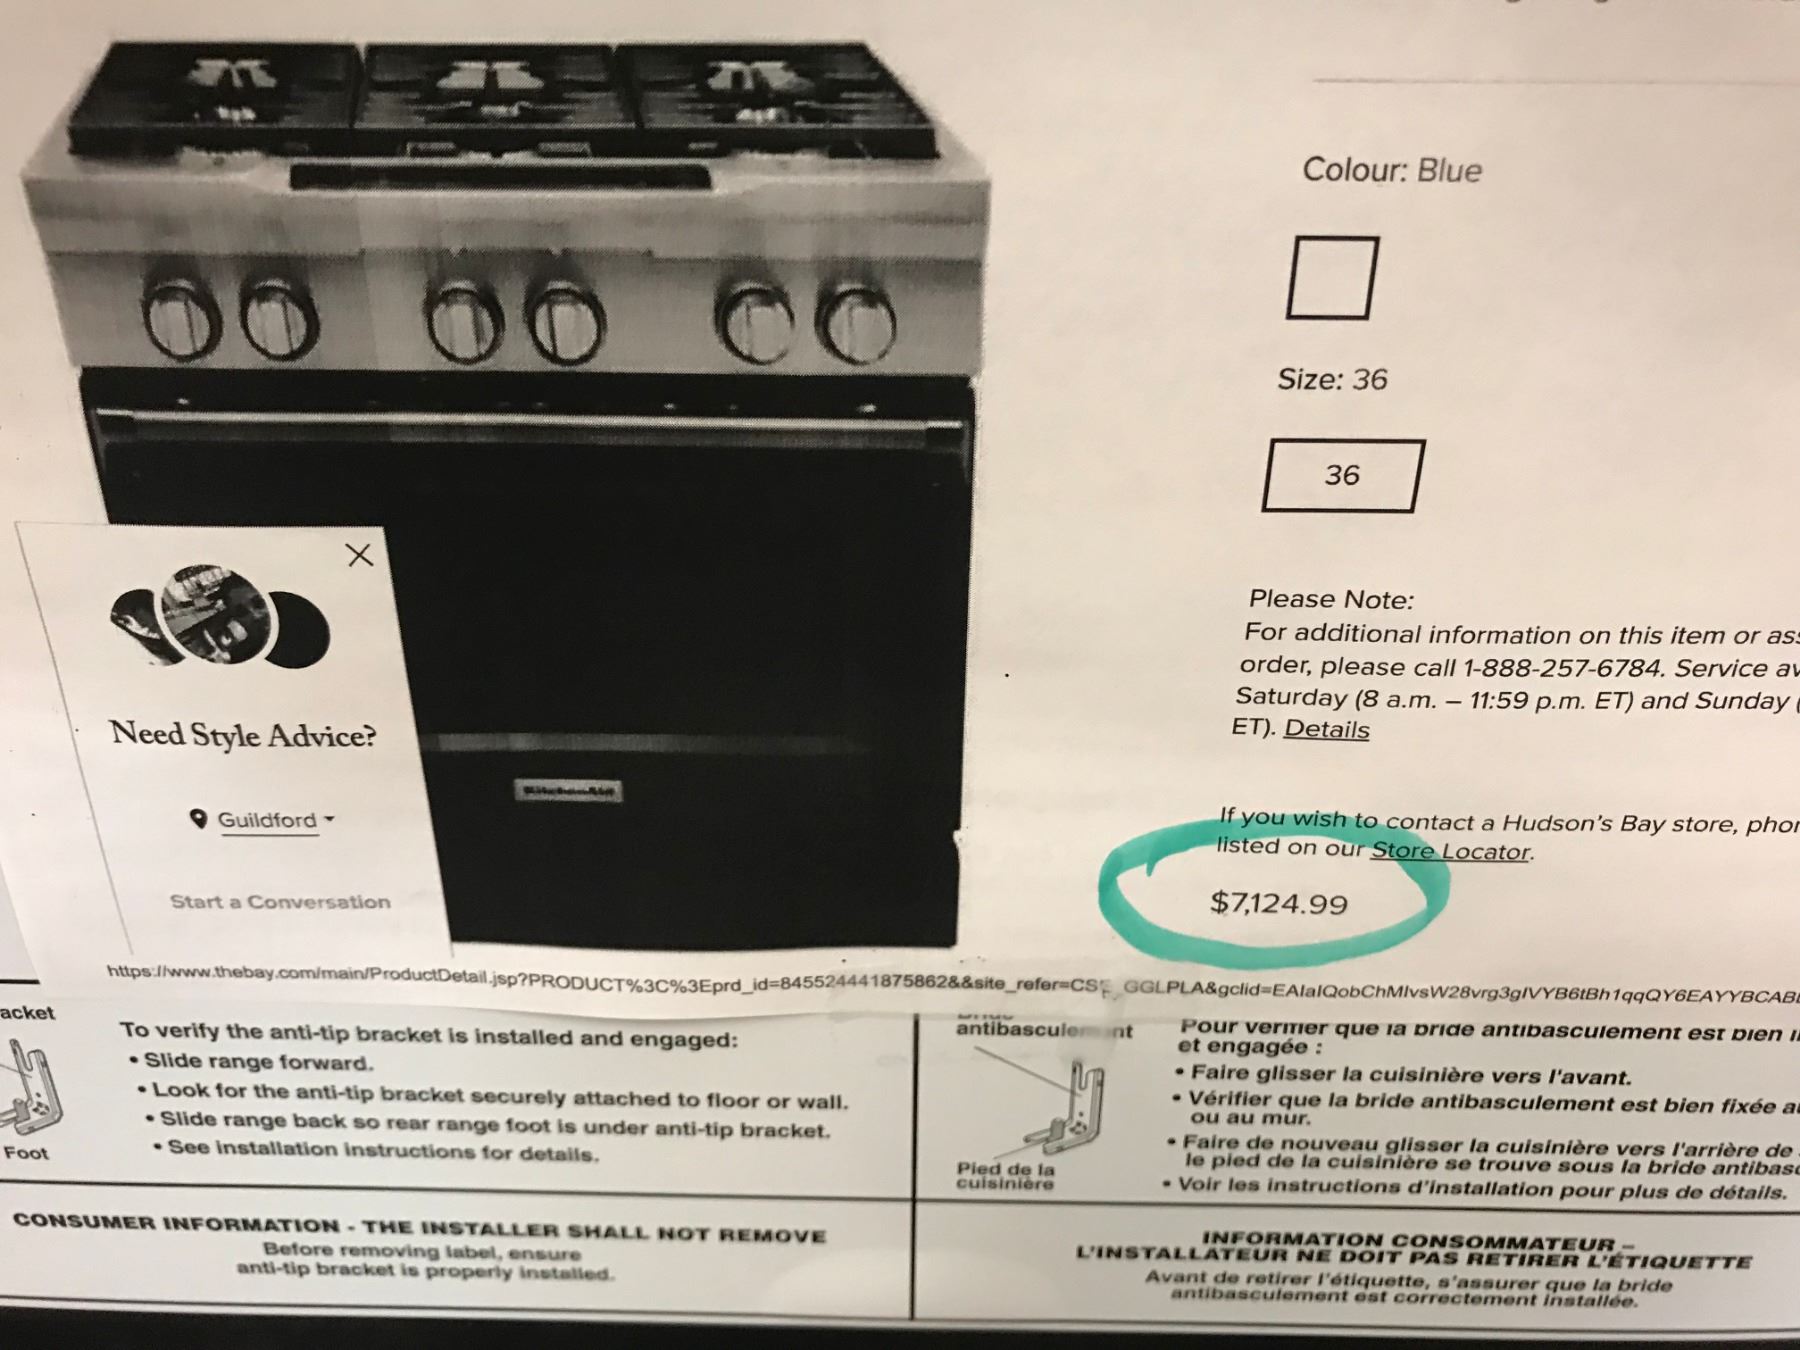 Colour: Blue
Size: 36
36
Please Note:
For additional information on this item or ass
order, please call 1-888-257-6784. Service av
Saturday (8 a.m. – 11:59 p.m. ET) and Sunday (
ET). Details
If you wish to contact a Hudson's Bay store, phon
listed on our Store Locator.
$7,124.99
KitchenAid
Need Style Advice?
Guildford
Start a Conversation
https://www.thebay.com/main/ProductDetail.jsp?PRODUCT%3C%3Eprd_id=845524441875862&&site_refer=CSE_GGLPLA&gclid=EAIaIQobChMIvsW28vrg3gIVYB6tBh1qqQY6EAYYBCABE
acket
Foot
To verify the anti-tip bracket is installed and engaged:
• Slide range forward.
• Look for the anti-tip bracket securely attached to floor or wall.
• Slide range back so rear range foot is under anti-tip bracket.
• See installation instructions for details.
CONSUMER INFORMATION - THE INSTALLER SHALL NOT REMOVE
Before removing label, ensure
anti-tip bracket is properly installed.
antibasculement
Pied de la
cuisinière
Pour vérifier que la bride antibasculement est bien i
et engagée :
• Faire glisser la cuisinière vers l'avant.
• Vérifier que la bride antibasculement est bien fixée au
ou au mur.
• Faire de nouveau glisser la cuisinière vers l'arrière de
le pied de la cuisinière se trouve sous la bride antibasc
• Voir les instructions d'installation pour plus de détails.
INFORMATION CONSOMMATEUR –
L'INSTALLATEUR NE DOIT PAS RETIRER L'ÉTIQUETTE
Avant de retirer l'étiquette, s'assurer que la bride
antibasculement est correctement installée.